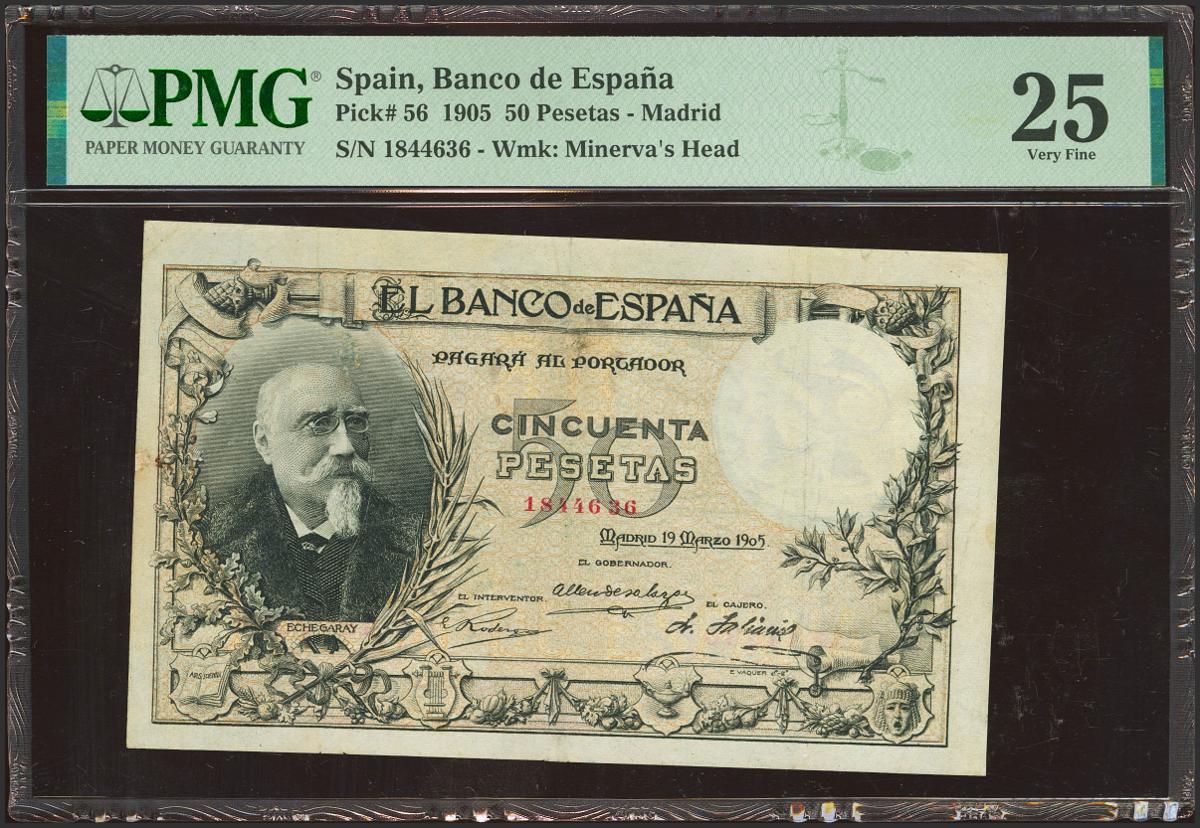 PMG®
PAPER MONEY GUARANTY
Spain, Banco de España
Pick# 56 1905 50 Pesetas - Madrid
S/N 1844636 - Wmk: Minerva's Head
25
Very Fine
EL BANCO de ESPAÑA
PAGARÁ AL PORTADOR
50
CINCUENTA
PESETAS
1844636
MADRID 19 MARZO 1905.
EL GOBERNADOR.
EL INTERVENTOR.
EL CAJERO.
ECHEGARAY
E. VAQUER